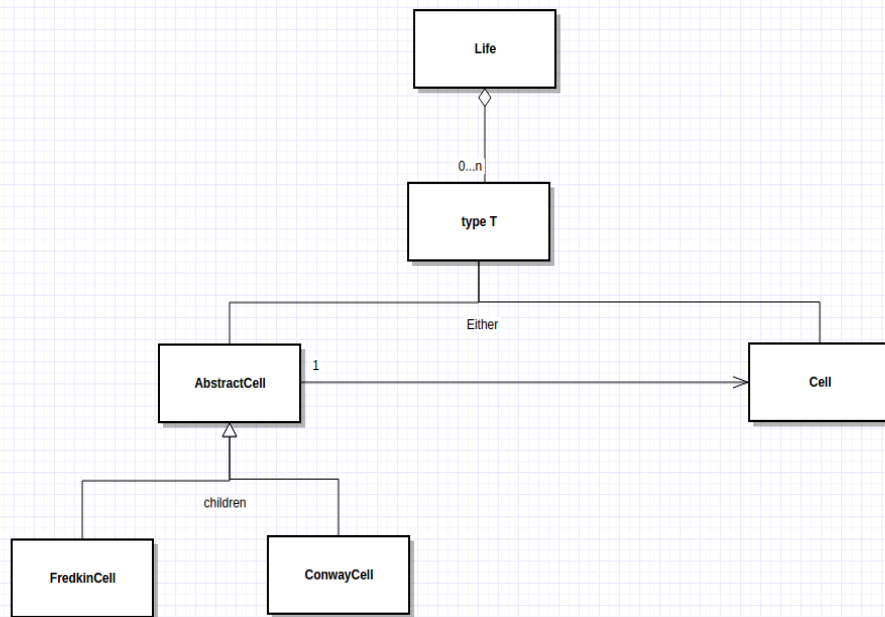 Life
0...n
type T
Either
AbstractCell
1
Cell
children
FredkinCell
ConwayCell